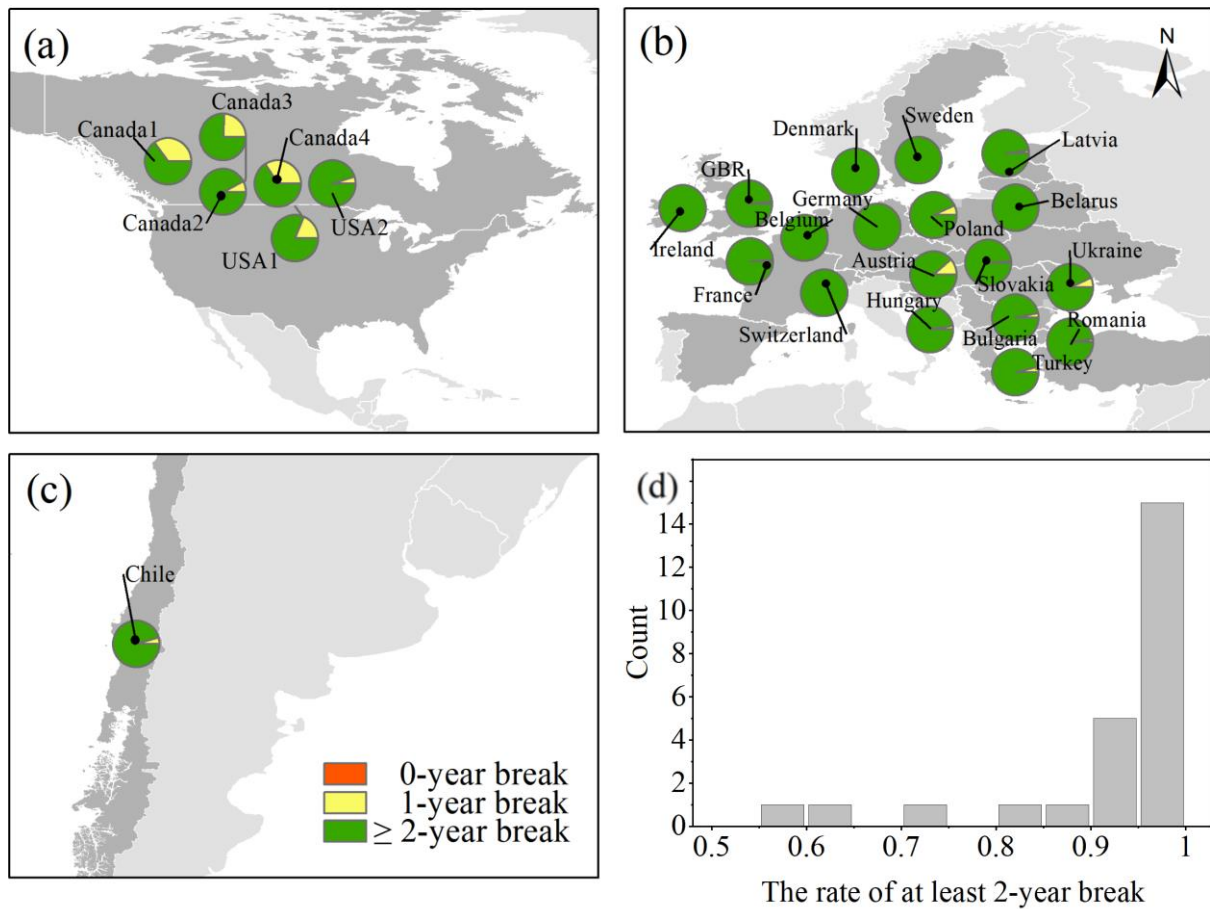 (a)
Canada3
Canada1
Canada4
Canada2
USA2
USA1
(b)
N
Sweden
Denmark
Latvia
GBR
Germany
Belgium
Belarus
Poland
Ireland
Austria
Ukraine
France
Slovakia
Hungary
Switzerland
Bulgaria
Romania
Turkey
(c)
Chile
0-year break
1-year break
≥ 2-year break
(d)
14
12
10
8
6
4
2
0
Count
0.5 0.6 0.7 0.8 0.9 1
The rate of at least 2-year break